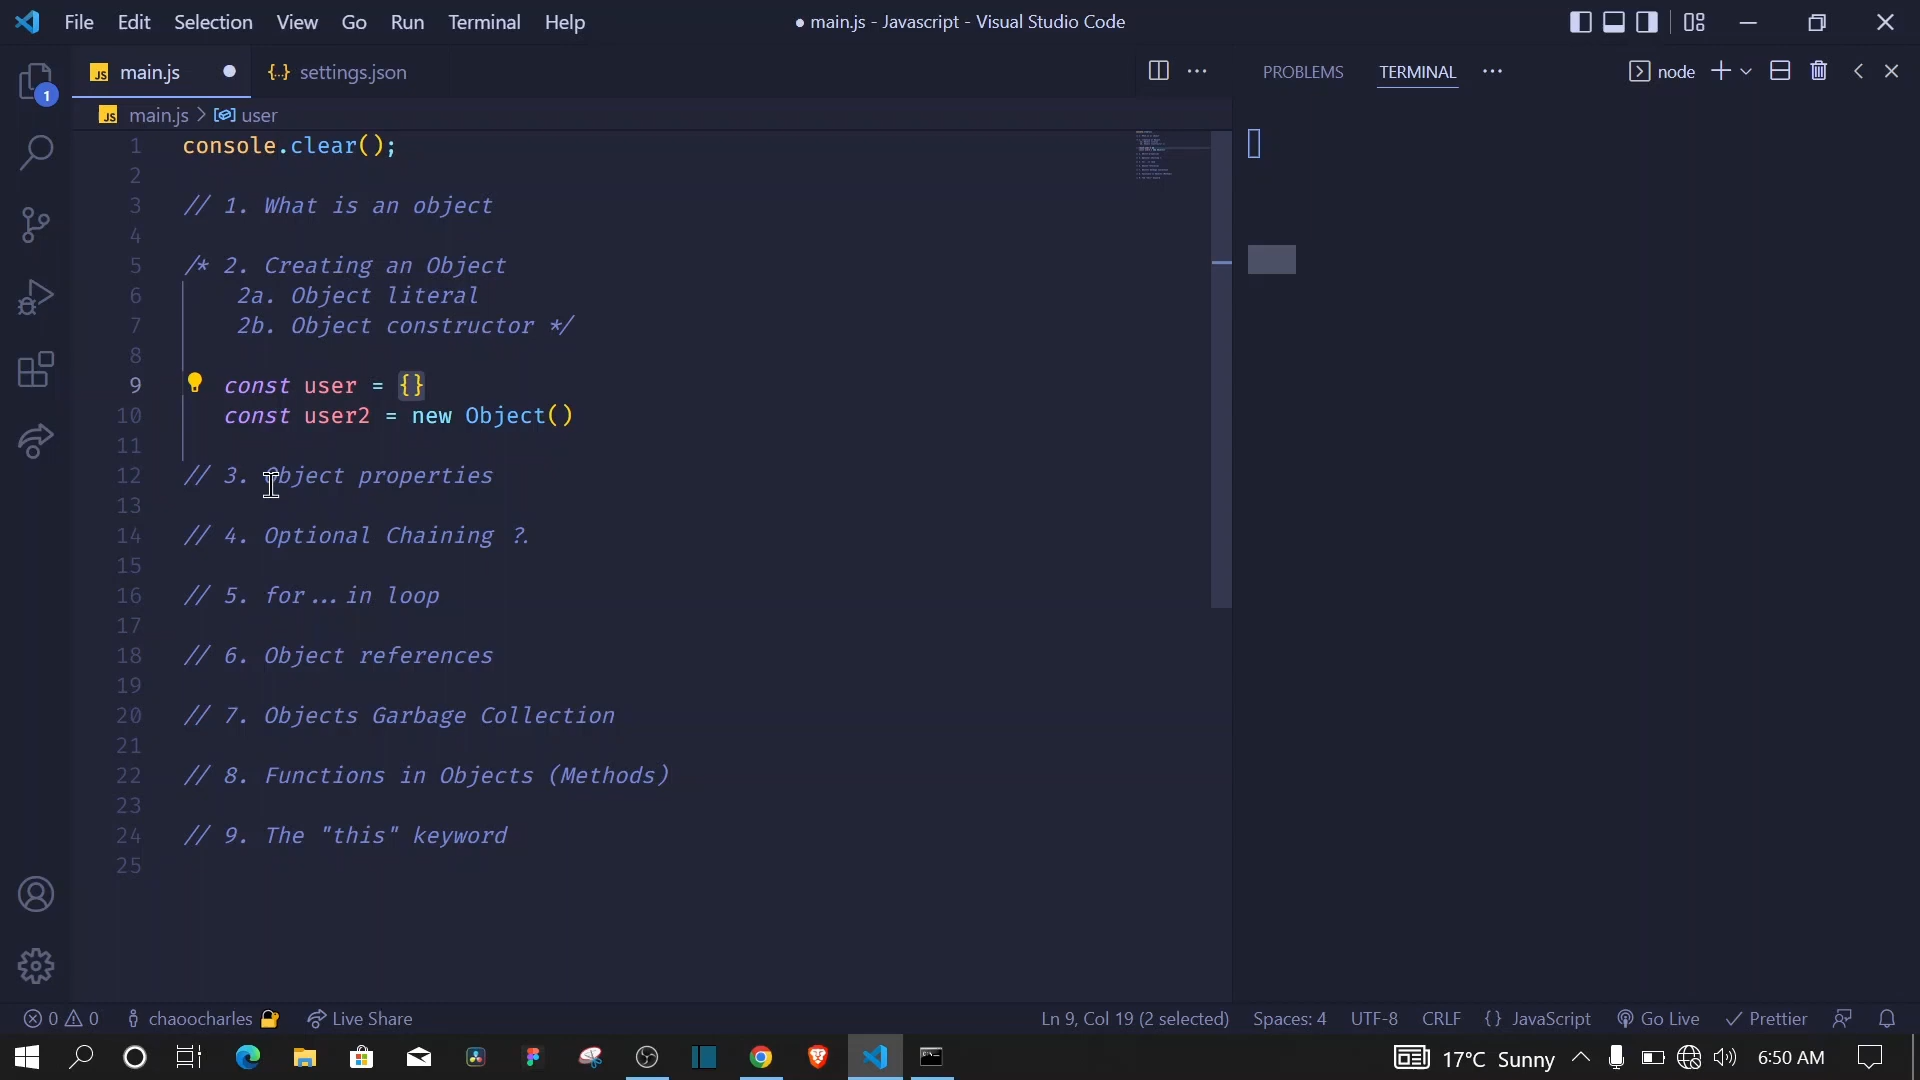 File Edit Selection View Go Run Terminal Help
● main.js - Javascript - Visual Studio Code
JS main.js ● {..} settings.json
PROBLEMS TERMINAL ··· node
JS main.js > user
1 console.clear();
2
3 // 1. What is an object
4
5 /* 2. Creating an Object
6 2a. Object literal
7 2b. Object constructor */
8
9 const user = {}
10 const user2 = new Object()
11
12 // 3. Object properties
13
14 // 4. Optional Chaining ?.
15
16 // 5. for...in loop
17
18 // 6. Object references
19
20 // 7. Objects Garbage Collection
21
22 // 8. Functions in Objects (Methods)
23
24 // 9. The "this" keyword
25
1
0 0 chaoocharles Live Share
Ln 9, Col 19 (2 selected) Spaces: 4 UTF-8 CRLF {} JavaScript Go Live Prettier
17°C Sunny 6:50 AM